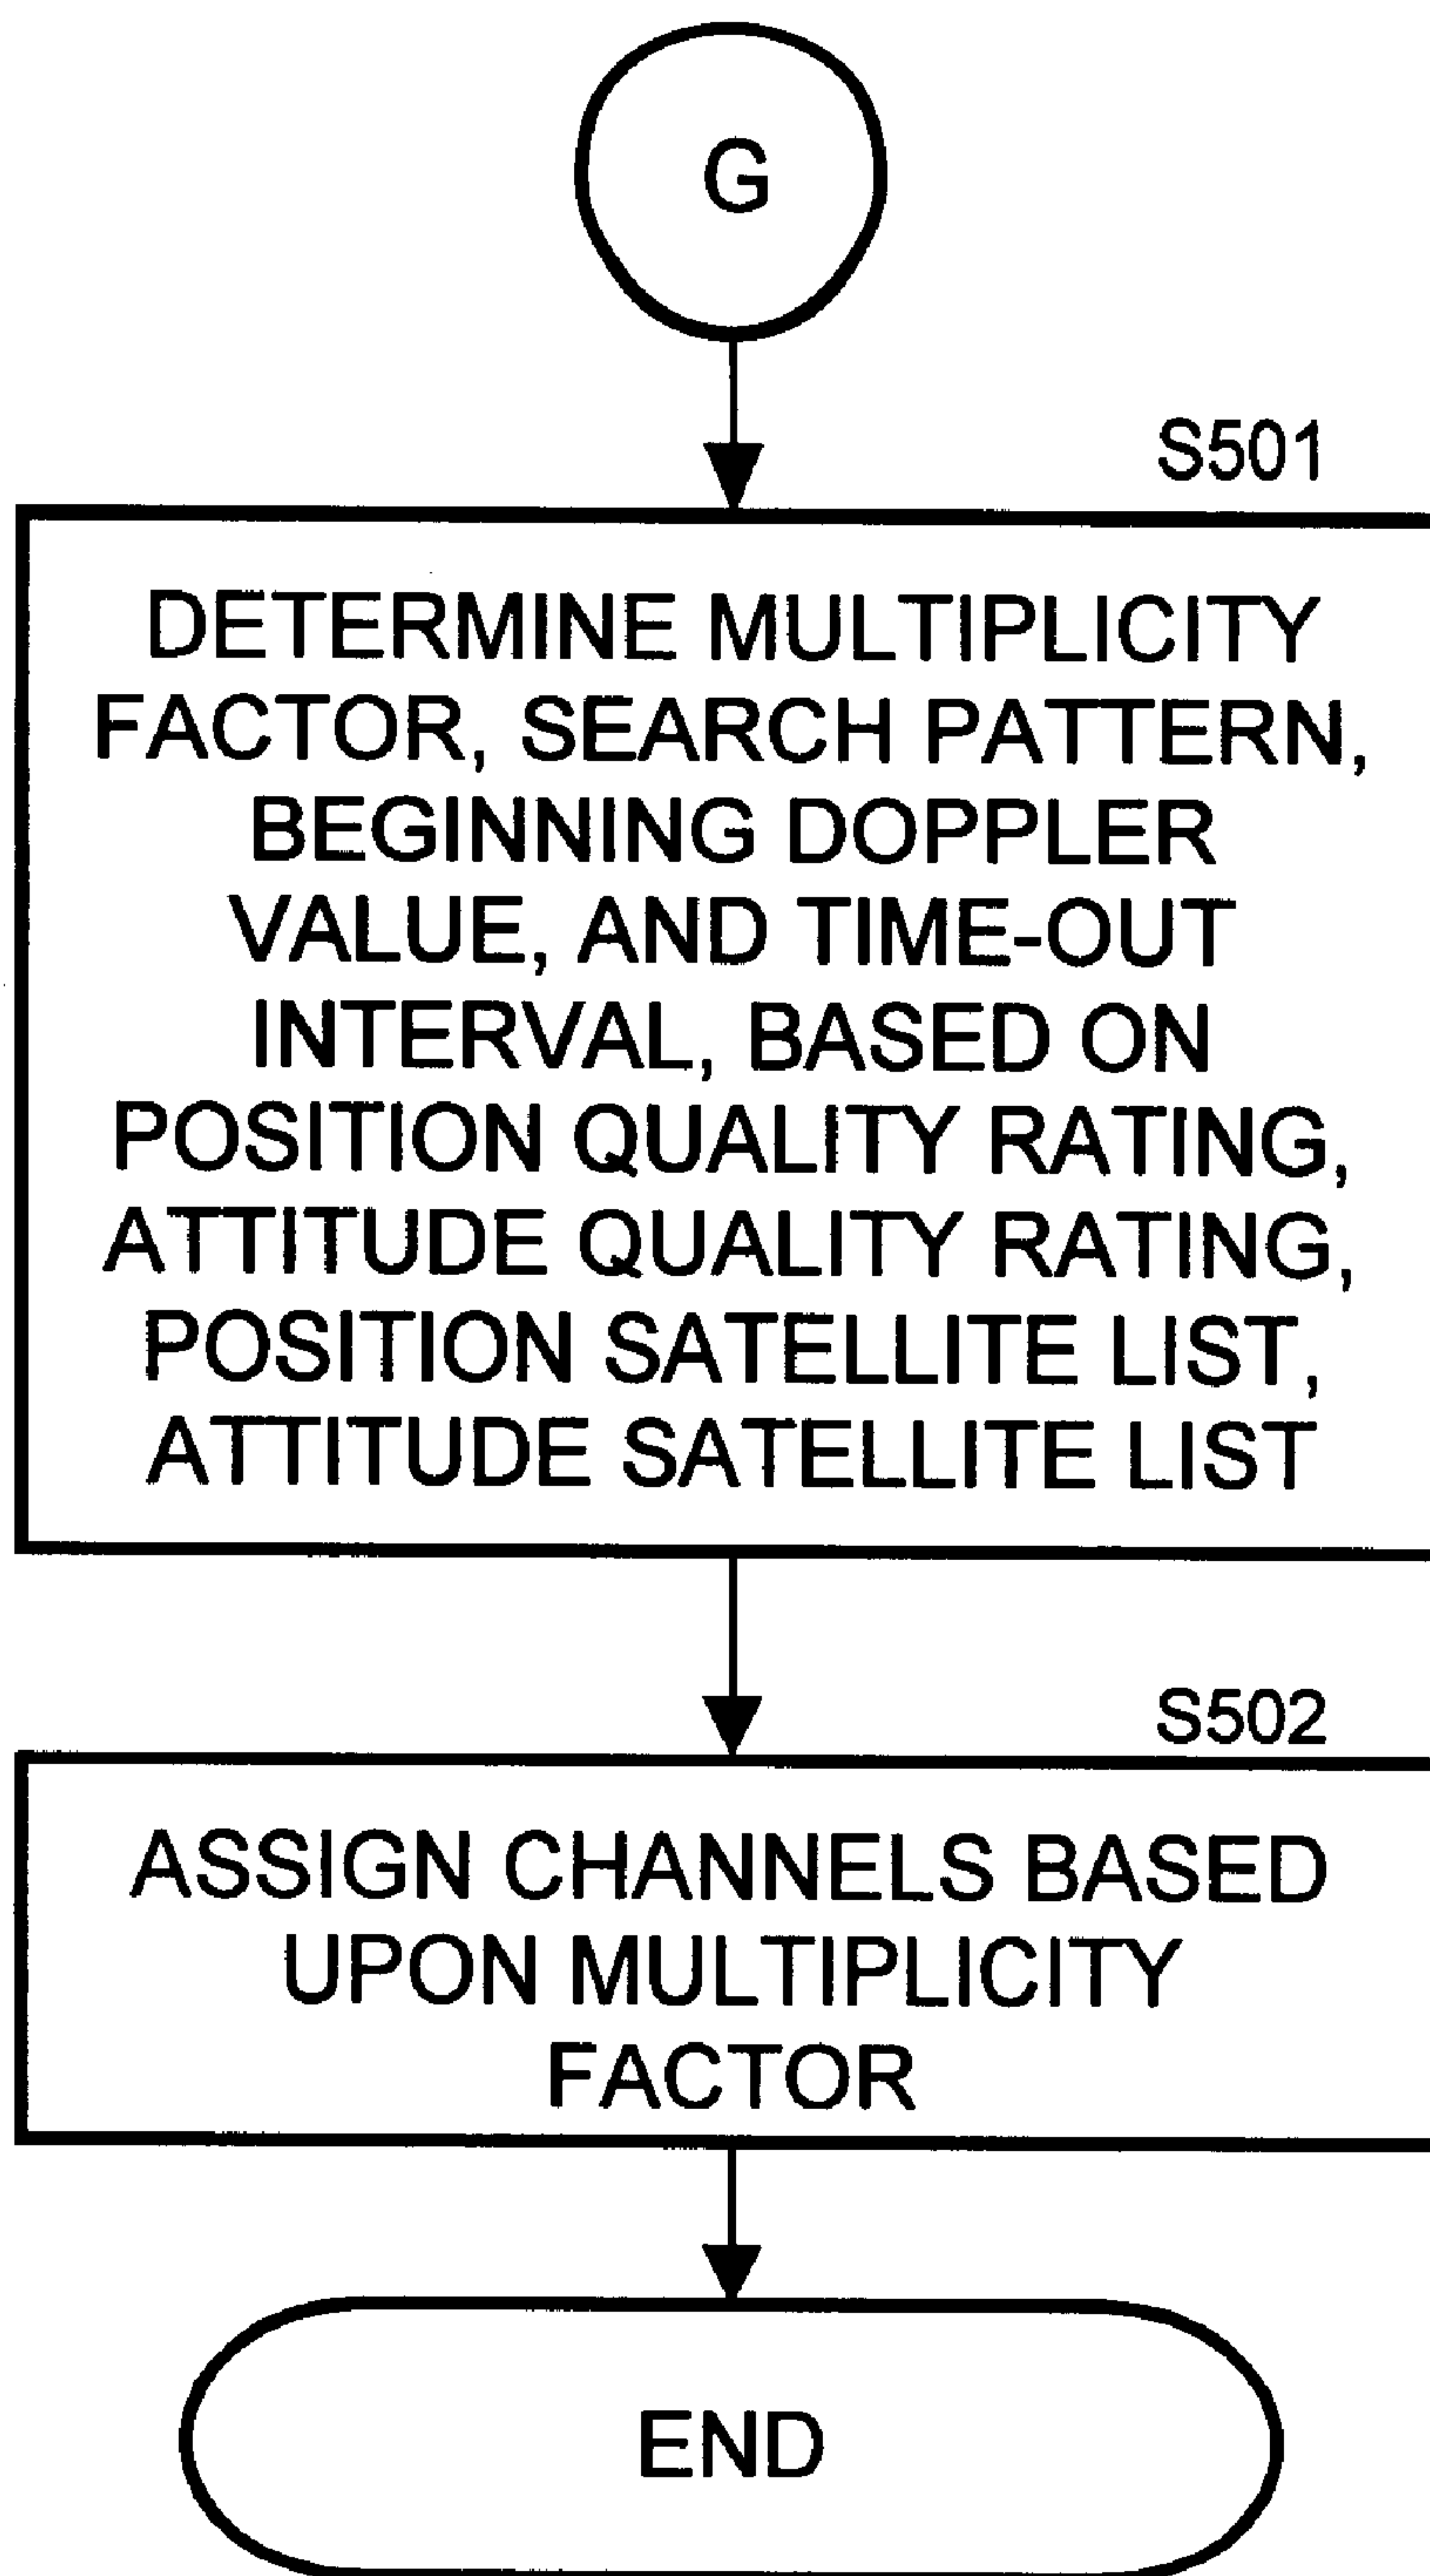 G
S501
DETERMINE MULTIPLICITY
FACTOR, SEARCH PATTERN,
BEGINNING DOPPLER
VALUE, AND TIME-OUT
INTERVAL, BASED ON
POSITION QUALITY RATING,
ATTITUDE QUALITY RATING,
POSITION SATELLITE LIST,
ATTITUDE SATELLITE LIST
S502
ASSIGN CHANNELS BASED
UPON MULTIPLICITY
FACTOR
END